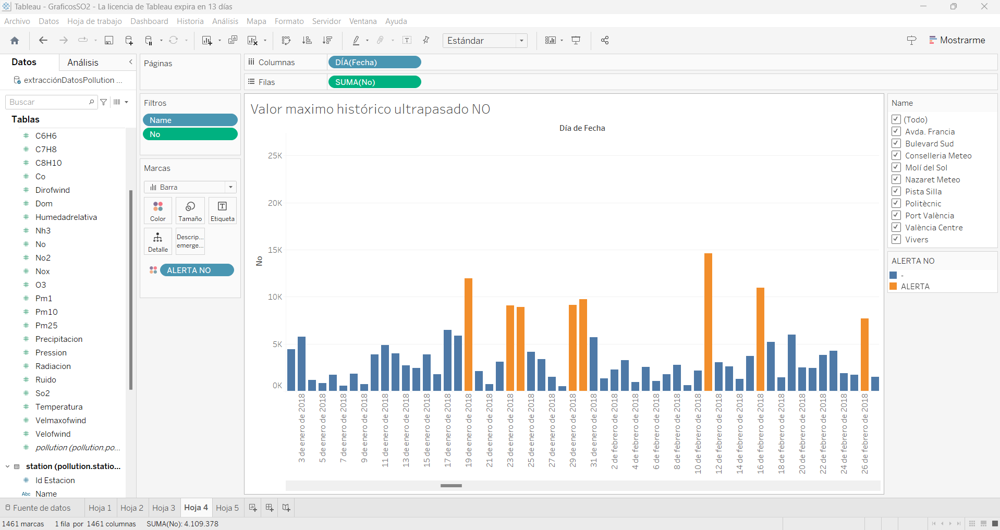 Tableau - GraficosSO2 - La licencia de Tableau expira en 13 días
Archivo Datos Hoja de trabajo Dashboard Historia Análisis Mapa Formato Servidor Ventana Ayuda
Estándar
Mostrarme
Datos
Análisis
extracciónDatosPollution ...
Buscar
Tablas
C6H6
C7H8
C8H10
Co
Dirofwind
Dom
Humedadrelativa
Nh3
No
No2
Nox
O3
Pm1
Pm10
Pm25
Precipitacion
Pression
Radiacion
Ruido
So2
Temperatura
Velmaxofwind
Velofwind
pollution (pollution.po...
station (pollution.statio...
Id Estacion
Abc Name
Páginas
Filtros
Name
No
Marcas
Barra
Color
Tamaño
Etiqueta
Detalle
Descrip...
emerge...
ALERTA NO
Columnas
DÍA(Fecha)
Filas
SUMA(No)
Valor maximo histórico ultrapasado NO
Día de Fecha
25K
20K
15K
10K
5K
0K
No
3 de enero de 2018
5 de enero de 2018
7 de enero de 2018
9 de enero de 2018
11 de enero de 2018
13 de enero de 2018
15 de enero de 2018
17 de enero de 2018
19 de enero de 2018
21 de enero de 2018
23 de enero de 2018
25 de enero de 2018
27 de enero de 2018
29 de enero de 2018
31 de enero de 2018
2 de febrero de 2018
4 de febrero de 2018
6 de febrero de 2018
8 de febrero de 2018
10 de febrero de 2018
12 de febrero de 2018
14 de febrero de 2018
16 de febrero de 2018
18 de febrero de 2018
20 de febrero de 2018
22 de febrero de 2018
24 de febrero de 2018
26 de febrero de 2018
Name
(Todo)
Avda. Francia
Bulevard Sud
Conselleria Meteo
Molí del Sol
Nazaret Meteo
Pista Silla
Politècnic
Port València
València Centre
Vivers
ALERTA NO
-
ALERTA
Fuente de datos
Hoja 1
Hoja 2
Hoja 3
Hoja 4
Hoja 5
1461 marcas 1 fila por 1461 columnas SUMA(No): 4.109.378